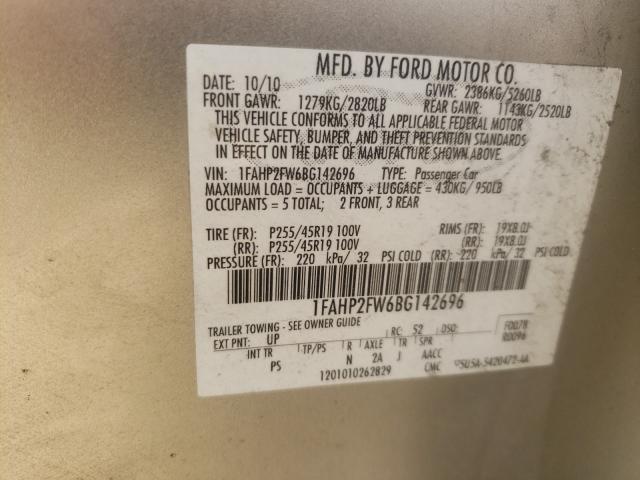 MFD. BY FORD MOTOR CO.
DATE: 10/10 GVWR: 2386KG/5260LB
FRONT GAWR: 1279KG/2820LB REAR GAWR: 1143KG/2520LB
THIS VEHICLE CONFORMS TO ALL APPLICABLE FEDERAL MOTOR
VEHICLE SAFETY, BUMPER, AND THEFT PREVENTION STANDARDS
IN EFFECT ON THE DATE OF MANUFACTURE SHOWN ABOVE.
VIN: 1FAHP2FW6BG142696 TYPE: Passenger Car
MAXIMUM LOAD = OCCUPANTS + LUGGAGE = 430KG/ 950LB
OCCUPANTS = 5 TOTAL; 2 FRONT, 3 REAR
TIRE (FR): P255/45R19 100V RIMS (FR): 19X8.0J
(RR): P255/45R19 100V (RR): 19X8.0J
PRESSURE (FR): 220 kPa/ 32 PSI COLD (RR): 220 kPa/ 32 PSI COLD
1FAHP2FW6BG142696
TRAILER TOWING - SEE OWNER GUIDE
EXT PNT: UP RC: 52 DSO: F0078
R0096
INT TR TP/PS R AXLE TR SPR
PS N 2A J AACC
1201010262829 CMC